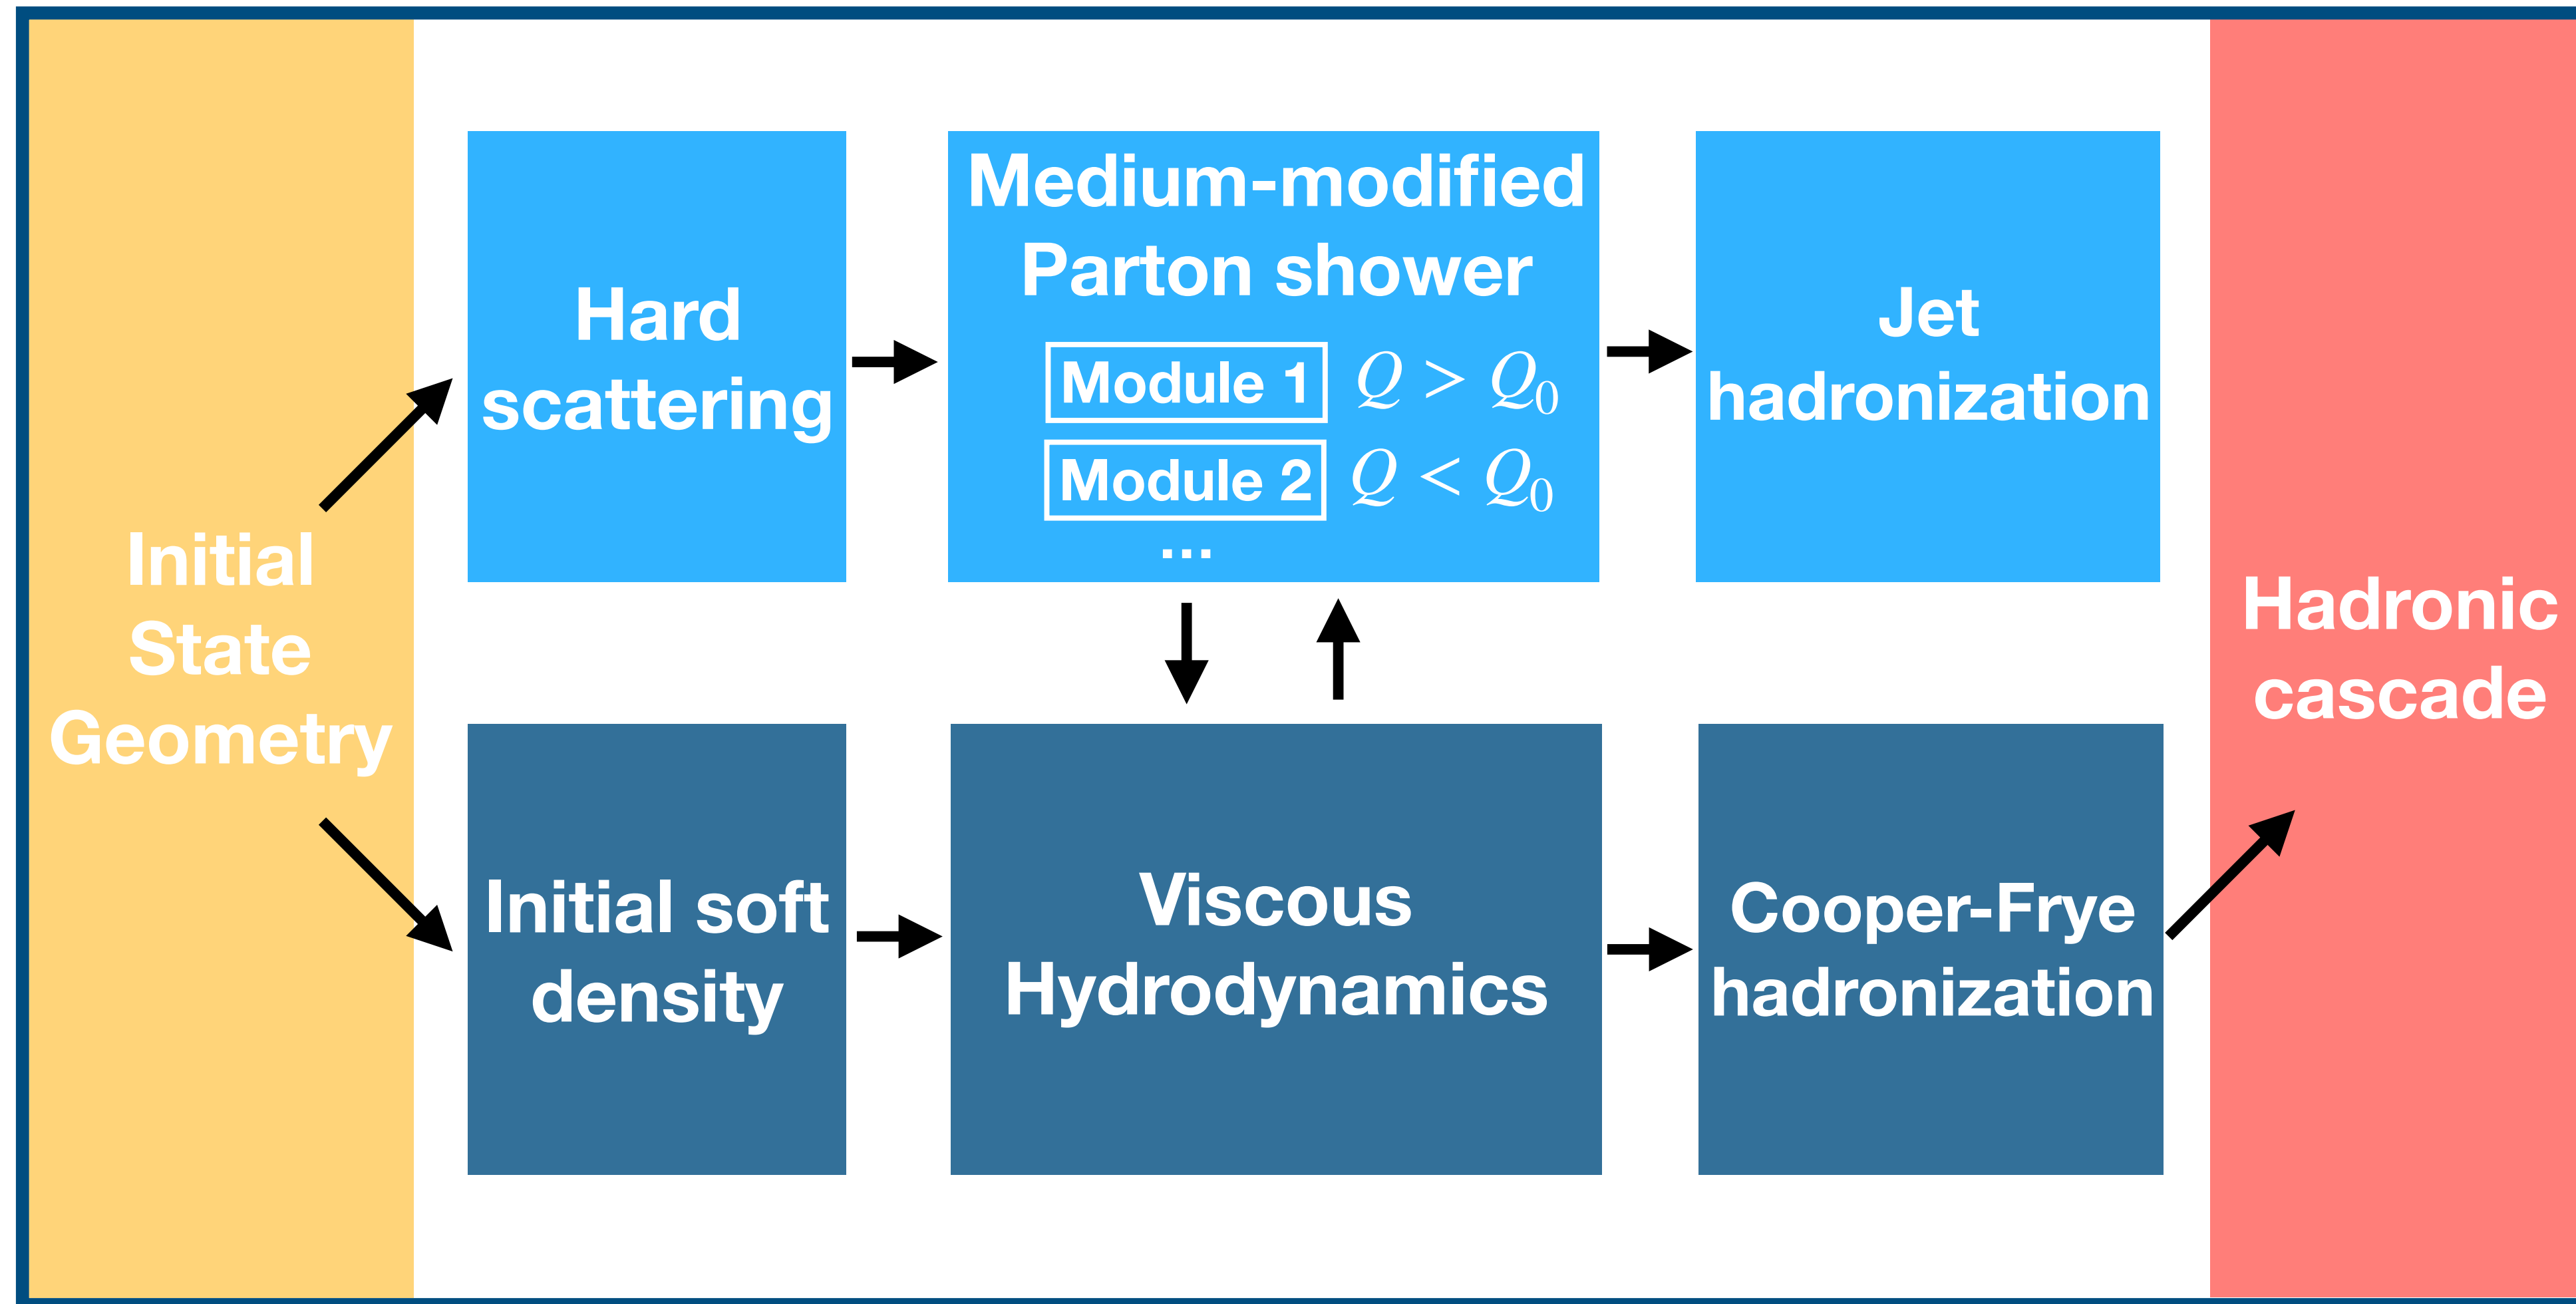 Initial
State
Geometry
Hard
scattering
Medium-modified
Parton shower
Module 1 Q > Q₀
Module 2 Q < Q₀
...
Jet
hadronization
Initial soft
density
Viscous
Hydrodynamics
Cooper-Frye
hadronization
Hadronic
cascade